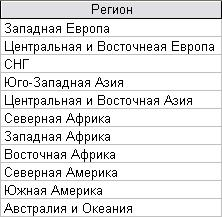 Регион
Западная Европа
Центральная и Восточнеая Европа
СНГ
Юго-Западная Азия
Центральная и Восточная Азия
Северная Африка
Западная Африка
Восточная Африка
Северная Америка
Южная Америка
Австралия и Океания